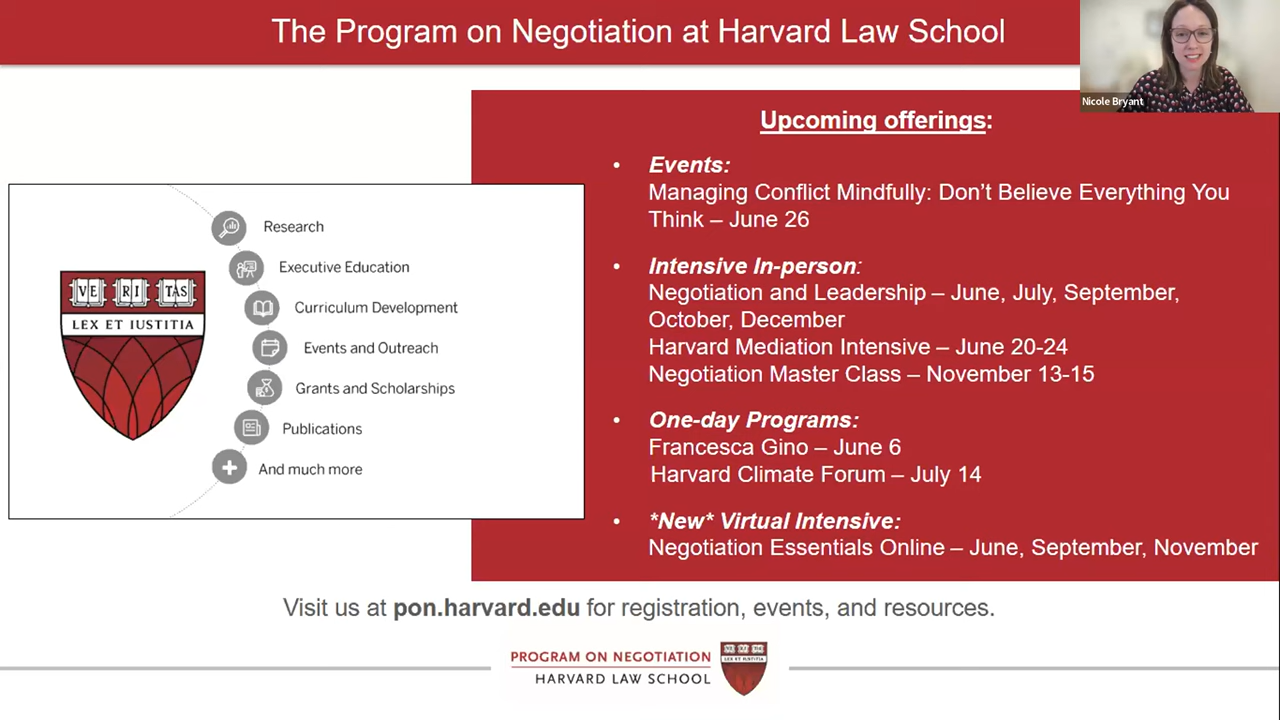 The Program on Negotiation at Harvard Law School
Nicole Bryant
Upcoming offerings:
• Events:
Managing Conflict Mindfully: Don't Believe Everything You
Think – June 26
• Intensive In-person:
Negotiation and Leadership – June, July, September,
October, December
Harvard Mediation Intensive – June 20-24
Negotiation Master Class – November 13-15
• One-day Programs:
Francesca Gino – June 6
Harvard Climate Forum – July 14
• *New* Virtual Intensive:
Negotiation Essentials Online – June, September, November
VE RI TAS
LEX ET IUSTITIA
Research
Executive Education
Curriculum Development
Events and Outreach
Grants and Scholarships
Publications
And much more
Visit us at pon.harvard.edu for registration, events, and resources.
PROGRAM ON NEGOTIATION
HARVARD LAW SCHOOL
LEX ET IUSTITIA